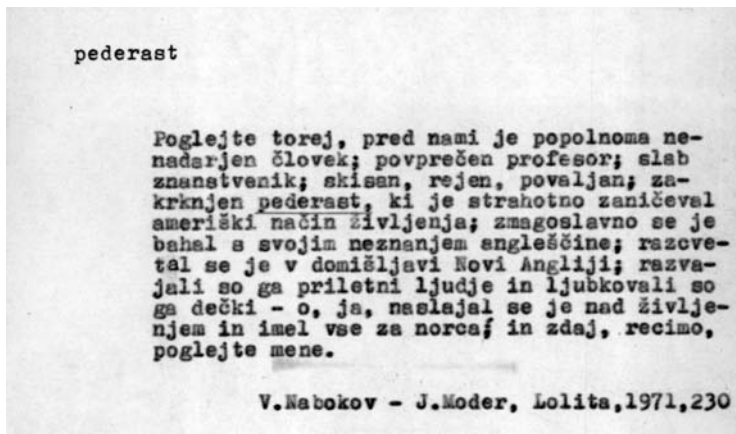 pederast
Poglejte torej, pred nami je popolnoma ne-
nadarjen človek; povprečen profesor; slab
znanstvenik; skisan, rejen, povaljan; za-
krknjen pederast, ki je strahotno zaničeval
ameriški način življenja; zmagoslavno se je
bahal s svojim neznanjem angleščine; razcve-
tal se je v domišljavi Novi Angliji; razva-
jali so ga priletni ljudje in ljubkovali so
ga dečki - o, ja, naslajal se je nad življe-
njem in imel vse za norca; in zdaj, recimo,
poglejte mene.
V.Nabokov - J.Moder, Lolita,1971,230